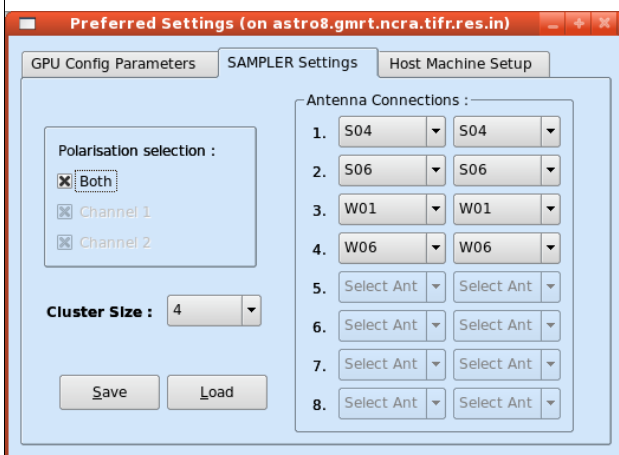 Preferred Settings (on astro8.gmrt.ncra.tifr.res.in)
GPU Config Parameters SAMPLER Settings Host Machine Setup
Polarisation selection :
Both
Channel 1
Channel 2
Cluster Size : 4
Save Load
Antenna Connections :
1. S04 S04
2. S06 S06
3. W01 W01
4. W06 W06
5. Select Ant Select Ant
6. Select Ant Select Ant
7. Select Ant Select Ant
8. Select Ant Select Ant